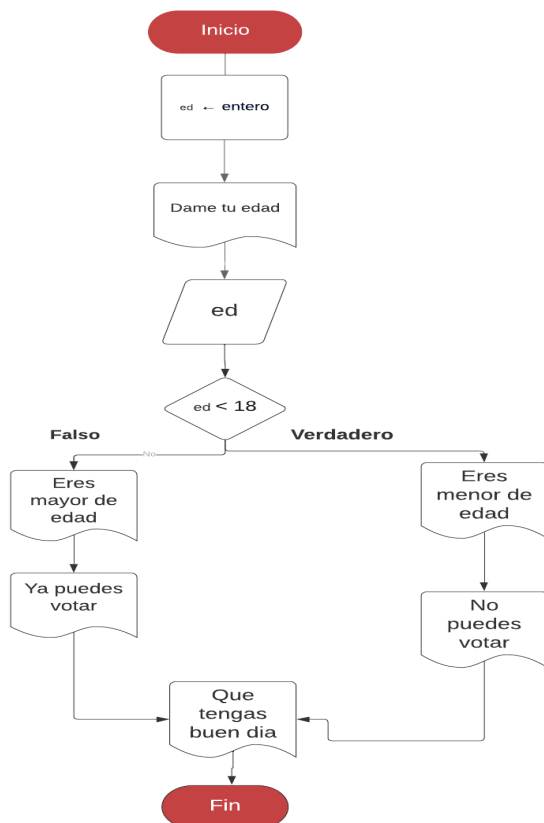 Inicio
ed ← entero
Dame tu edad
ed
ed < 18
Falso
Verdadero
No
Eres
mayor de
edad
Eres
menor de
edad
Ya puedes
votar
No
puedes
votar
Que
tengas
buen dia
Fin